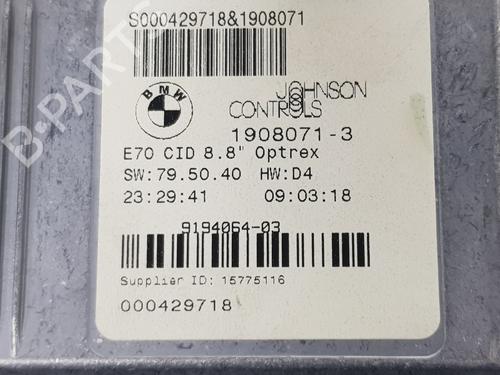 S000429718&1908071
BMW
JOHNSON
CONTROLS
1908071-3
E70 CID 8.8" Optrex
SW:79.50.40 HW:D4
23:29:41 09:03:18
9194064-03
Supplier ID: 15775116
000429718
B-Parts